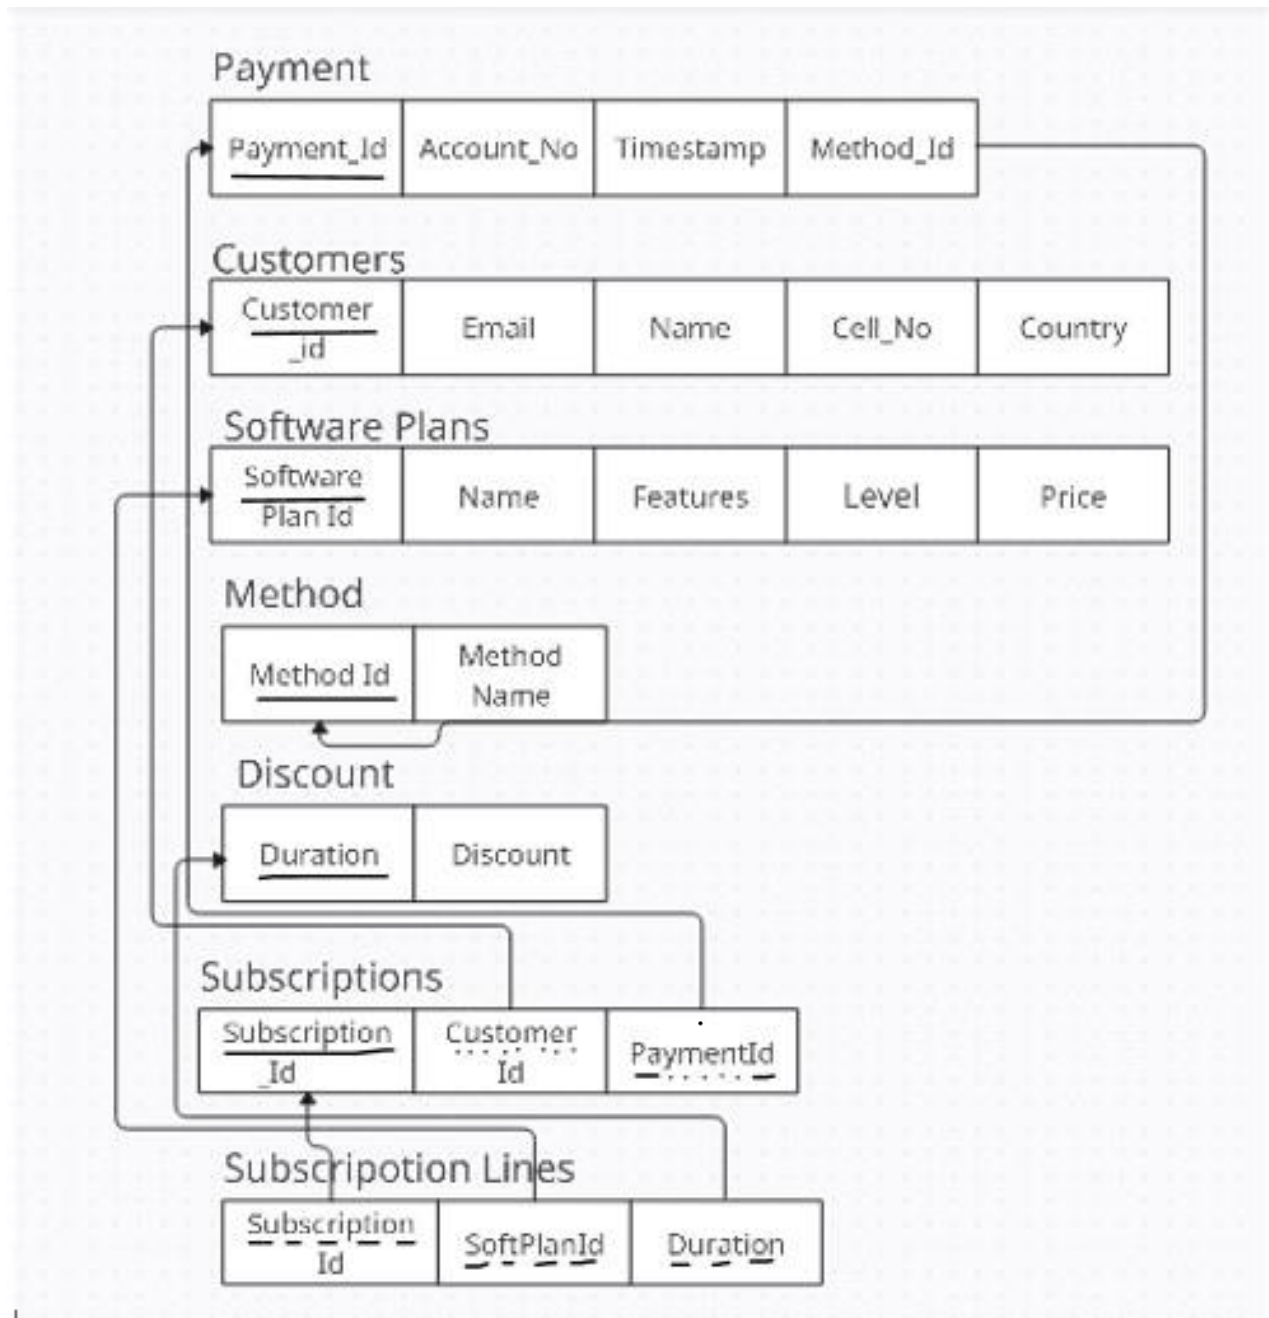 Payment
Payment_Id Account_No Timestamp Method_Id
Customers
Customer
_id
Email Name Cell_No Country
Software Plans
Software
Plan Id
Name Features Level Price
Method
Method Id
Method
Name
Discount
Duration Discount
Subscriptions
Subscription
_Id
Customer
Id
PaymentId
Subscripotion Lines
Subscription
Id
SoftPlanId Duration